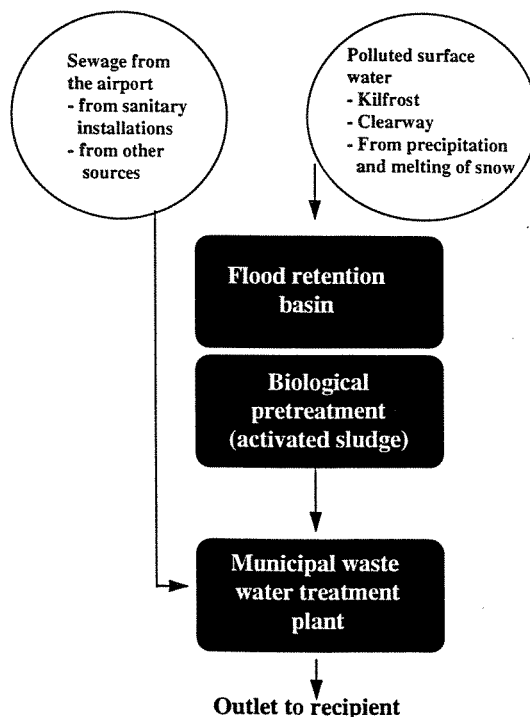 Sewage from
the airport
- from sanitary
installations
- from other
sources
Polluted surface
water
- Kilfrost
- Clearway
- From precipitation
and melting of snow
Flood retention
basin
Biological
pretreatment
(activated sludge)
Municipal waste
water treatment
plant
Outlet to recipient